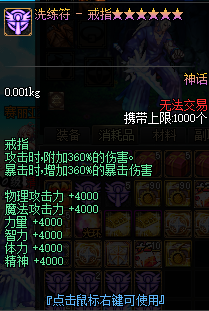 洗练符 - 戒指★★★★★★
神话
0.001kg
无法交易
携带上限1000个
装备 消耗品 材料
戒指
攻击时,附加360%的伤害。
暴击时,增加360%的暴击伤害
物理攻击力 +4000
魔法攻击力 +4000
力量 +4000
智力 +4000
体力 +4000
精神 +4000
『点击鼠标右键可使用』